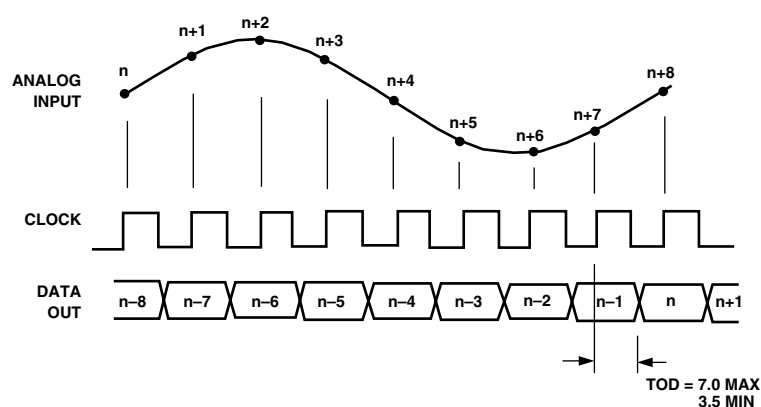 n
n+1
n+2
n+3
n+4
n+5
n+6
n+7
n+8
ANALOG
INPUT
CLOCK
DATA
OUT
n–8 n–7 n–6 n–5 n–4 n–3 n–2 n–1 n n+1
TOD = 7.0 MAX
3.5 MIN